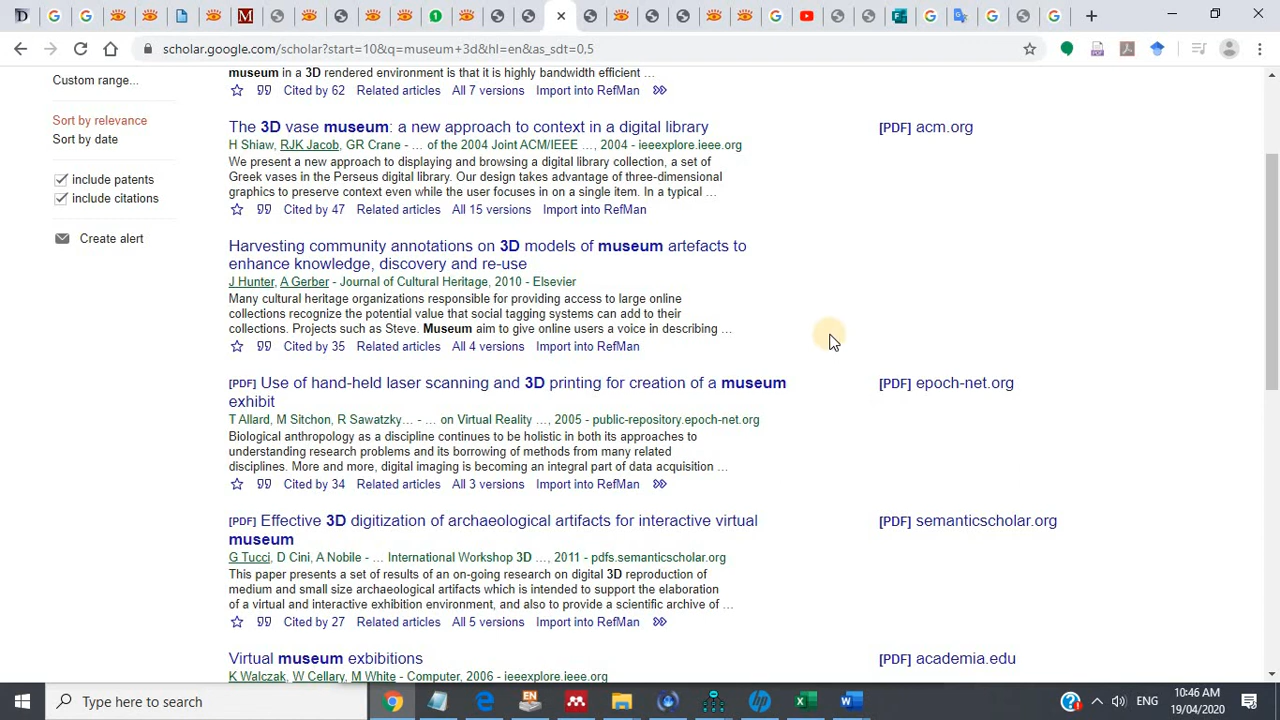 scholar.google.com/scholar?start=10&q=museum+3d&hl=en&as_sdt=0,5
Custom range...
Sort by relevance
Sort by date
include patents
include citations
Create alert
museum in a 3D rendered environment is that it is highly bandwidth efficient ...
Cited by 62 Related articles All 7 versions Import into RefMan
The 3D vase museum: a new approach to context in a digital library
[PDF] acm.org
H Shiaw, RJK Jacob, GR Crane - ... of the 2004 Joint ACM/IEEE ..., 2004 - ieeexplore.ieee.org
We present a new approach to displaying and browsing a digital library collection, a set of
Greek vases in the Perseus digital library. Our design takes advantage of three-dimensional
graphics to preserve context even while the user focuses in on a single item. In a typical ...
Cited by 47 Related articles All 15 versions Import into RefMan
Harvesting community annotations on 3D models of museum artefacts to
enhance knowledge, discovery and re-use
J Hunter, A Gerber - Journal of Cultural Heritage, 2010 - Elsevier
Many cultural heritage organizations responsible for providing access to large online
collections recognize the potential value that social tagging systems can add to their
collections. Projects such as Steve. Museum aim to give online users a voice in describing ...
Cited by 35 Related articles All 4 versions Import into RefMan
[PDF] Use of hand-held laser scanning and 3D printing for creation of a museum
exhibit
[PDF] epoch-net.org
T Allard, M Sitchon, R Sawatzky... - ... on Virtual Reality ..., 2005 - public-repository.epoch-net.org
Biological anthropology as a discipline continues to be holistic in both its approaches to
understanding research problems and its borrowing of methods from many related
disciplines. More and more, digital imaging is becoming an integral part of data acquisition ...
Cited by 34 Related articles All 3 versions Import into RefMan
[PDF] Effective 3D digitization of archaeological artifacts for interactive virtual
museum
[PDF] semanticscholar.org
G Tucci, D Cini, A Nobile - ... International Workshop 3D ..., 2011 - pdfs.semanticscholar.org
This paper presents a set of results of an on-going research on digital 3D reproduction of
medium and small size archaeological artifacts which is intended to support the elaboration
of a virtual and interactive exhibition environment, and also to provide a scientific archive of ...
Cited by 27 Related articles All 5 versions Import into RefMan
Virtual museum exhibitions
[PDF] academia.edu
K Walczak, W Cellary, M White - Computer, 2006 - ieeexplore.ieee.org
Type here to search
ENG
10:46 AM
19/04/2020